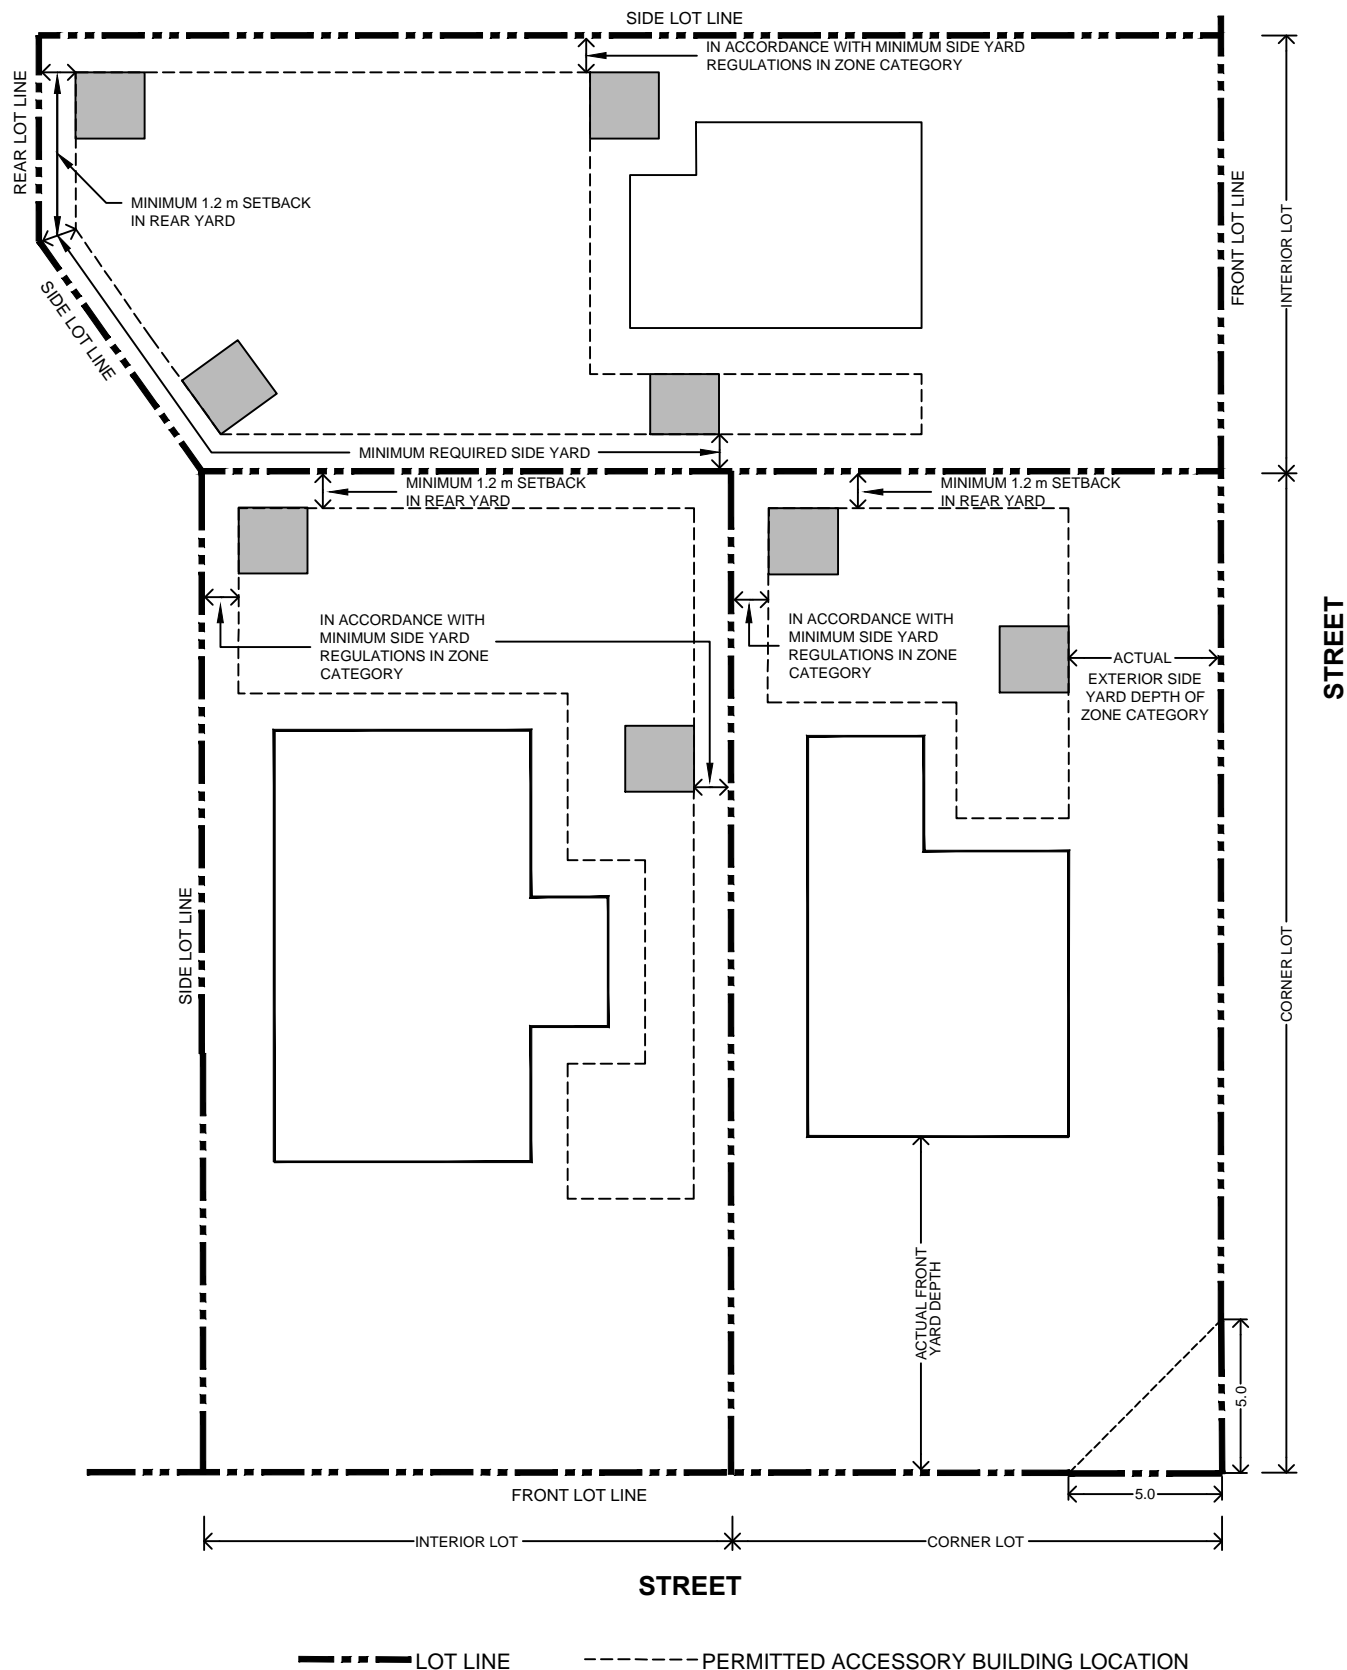 SIDE LOT LINE
IN ACCORDANCE WITH MINIMUM SIDE YARD
REGULATIONS IN ZONE CATEGORY
REAR LOT LINE
MINIMUM 1.2 m SETBACK
IN REAR YARD
FRONT LOT LINE
INTERIOR LOT
SIDE LOT LINE
MINIMUM REQUIRED SIDE YARD
MINIMUM 1.2 m SETBACK
IN REAR YARD
MINIMUM 1.2 m SETBACK
IN REAR YARD
IN ACCORDANCE WITH
MINIMUM SIDE YARD
REGULATIONS IN ZONE
CATEGORY
IN ACCORDANCE WITH
MINIMUM SIDE YARD
REGULATIONS IN ZONE
CATEGORY
ACTUAL
EXTERIOR SIDE
YARD DEPTH OF
ZONE CATEGORY
STREET
SIDE LOT LINE
CORNER LOT
ACTUAL FRONT
YARD DEPTH
5.0
5.0
FRONT LOT LINE
INTERIOR LOT
CORNER LOT
STREET
LOT LINE
PERMITTED ACCESSORY BUILDING LOCATION